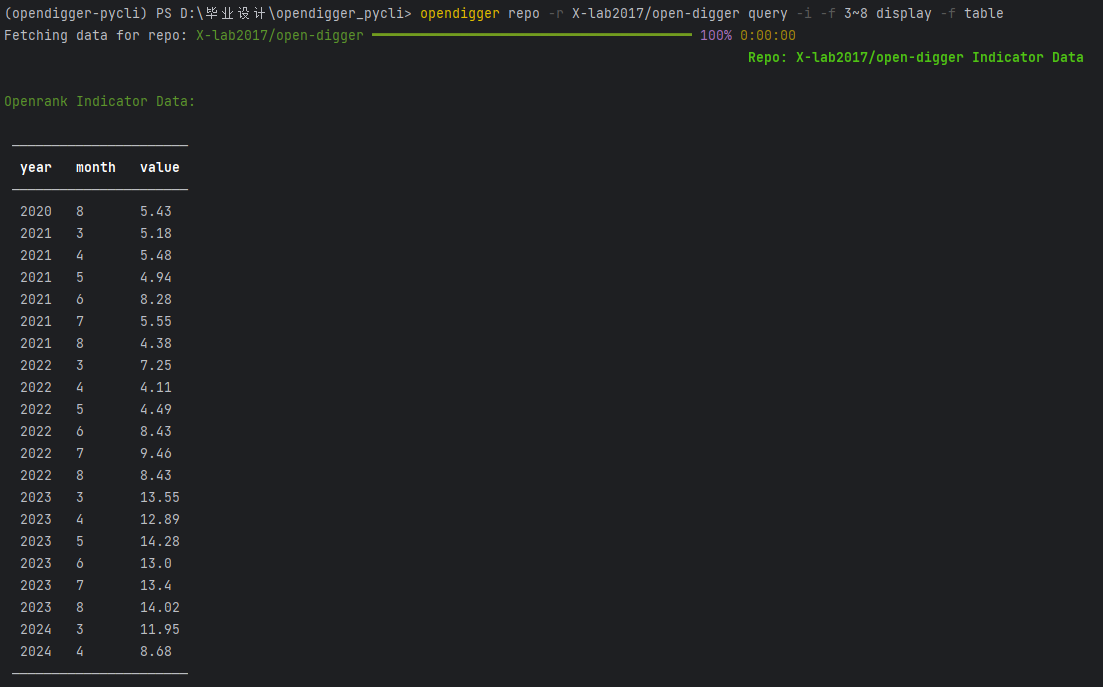 (opendigger-pycli) PS D:\毕业设计\opendigger_pycli> opendigger repo -r X-lab2017/open-digger query -i -f 3~8 display -f table
Fetching data for repo: X-lab2017/open-digger 100% 0:00:00
Repo: X-lab2017/open-digger Indicator Data
Openrank Indicator Data:
year month value
2020 8 5.43
2021 3 5.18
2021 4 5.48
2021 5 4.94
2021 6 8.28
2021 7 5.55
2021 8 4.38
2022 3 7.25
2022 4 4.11
2022 5 4.49
2022 6 8.43
2022 7 9.46
2022 8 8.43
2023 3 13.55
2023 4 12.89
2023 5 14.28
2023 6 13.0
2023 7 13.4
2023 8 14.02
2024 3 11.95
2024 4 8.68